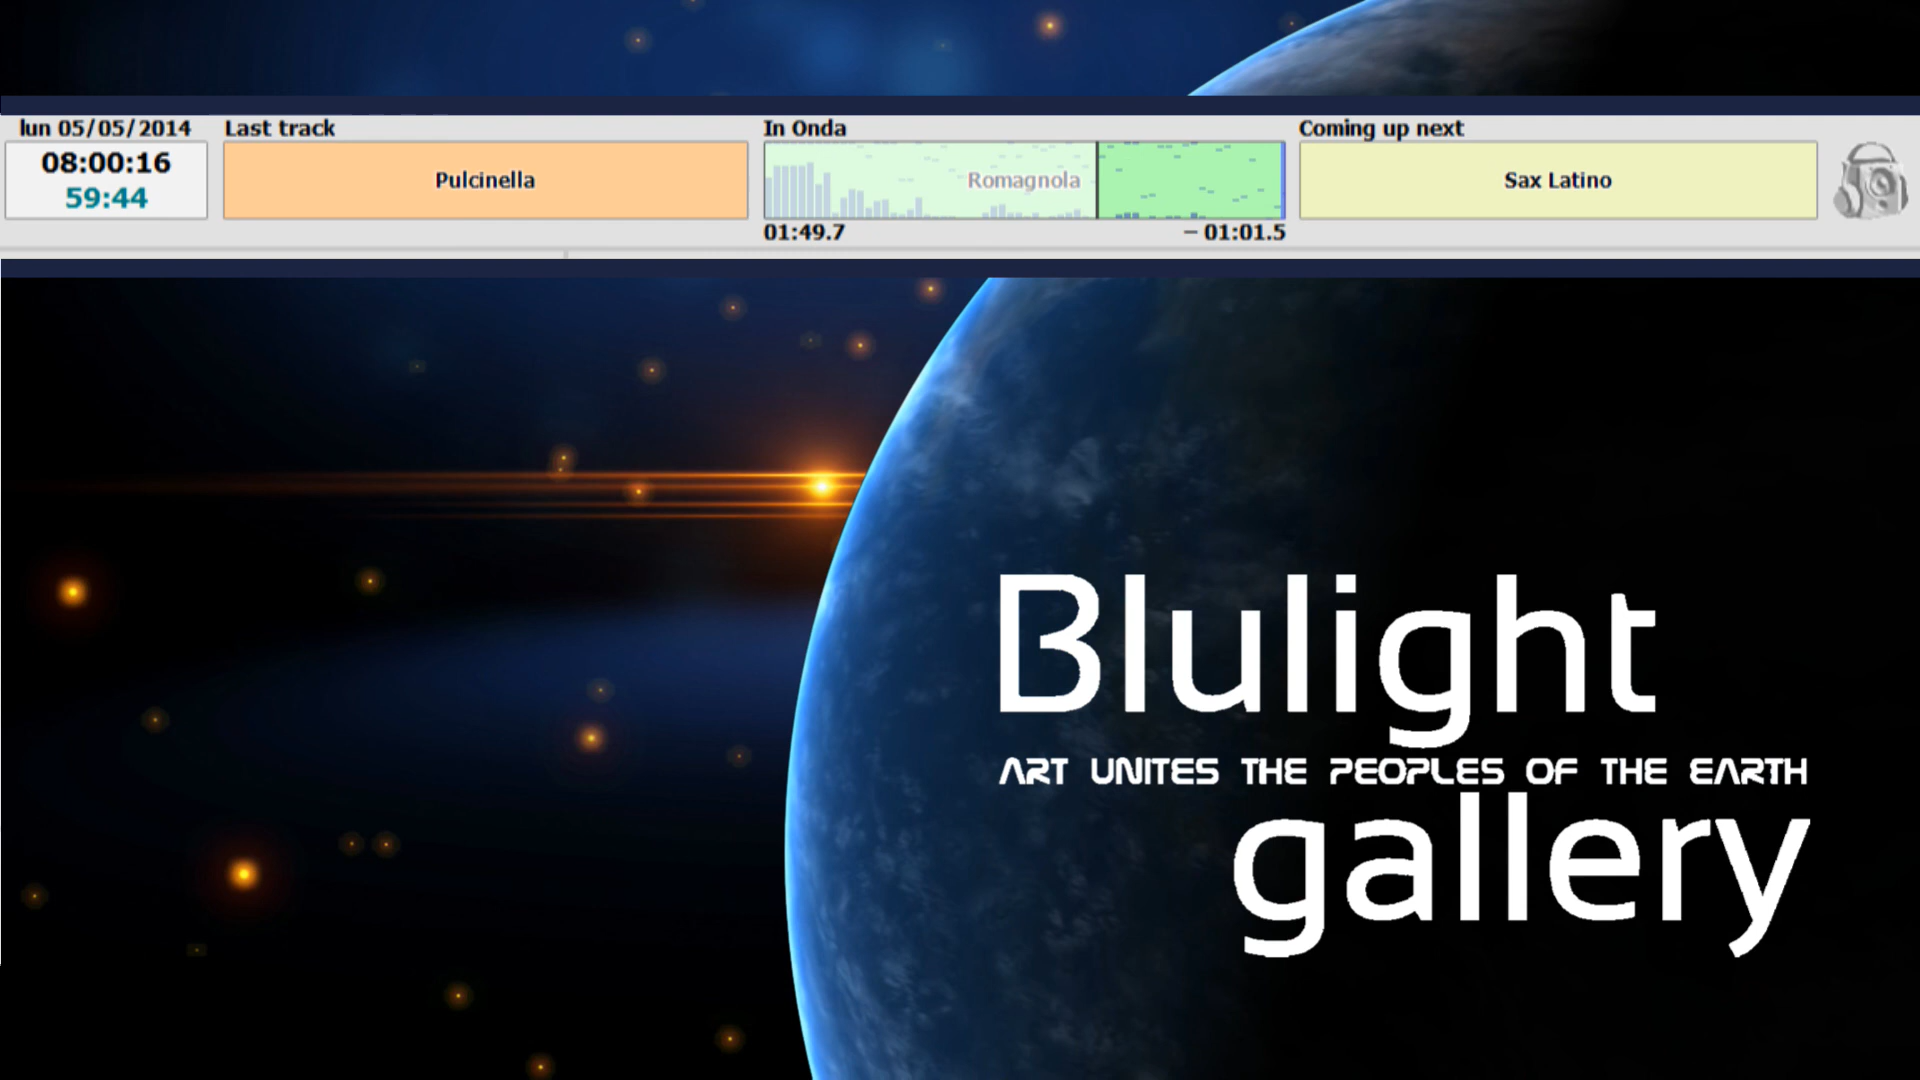 lun 05/05/2014
Last track
In Onda
Coming up next
08:00:16
59:44
Pulcinella
Romagnola
Sax Latino
01:49.7
– 01:01.5
Blulight
ART UNITES THE PEOPLES OF THE EARTH
gallery